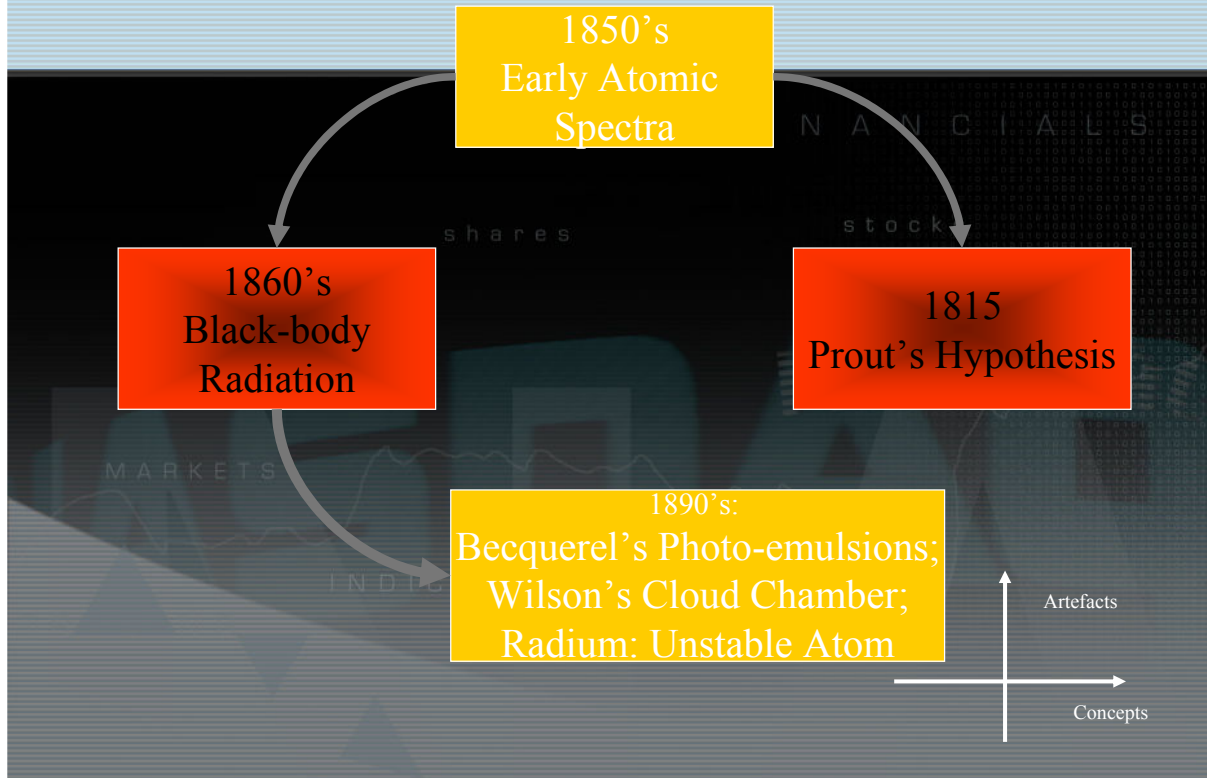 1850’s
Early Atomic
Spectra
N A N C I A L S
shares
stock
1860’s
Black-body
Radiation
1815
Prout’s Hypothesis
MARKETS
1890’s:
Becquerel’s Photo-emulsions;
Wilson’s Cloud Chamber;
Radium: Unstable Atom
INDIC
Artefacts
Concepts